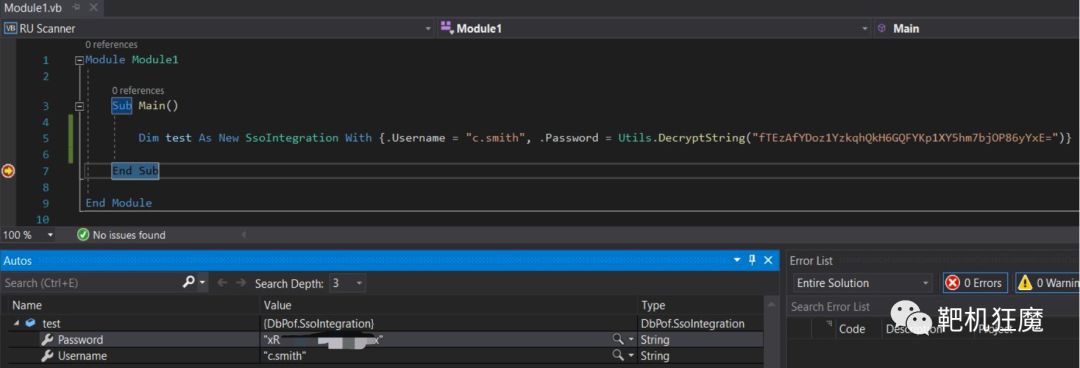 Module1.vb
RU Scanner
Module1
Main
0 references
1 Module Module1
2
0 references
3 Sub Main()
4
5 Dim test As New SsoIntegration With {.Username = "c.smith", .Password = Utils.DecryptString("fTEzAfYDoz1YzkqhQkH6GQFYKp1XY5hm7bjOP86yYxE=")}
6
7 End Sub
8
9 End Module
10
100 %
No issues found
Autos
Search (Ctrl+E)
Search Depth: 3
Name Value Type
test {DbPof.SsoIntegration} DbPof.SsoIntegration
Password "xR x" String
Username "c.smith" String
Error List
Entire Solution
0 Errors
0 Warnin
Search Error List
Code
靶机狂魔